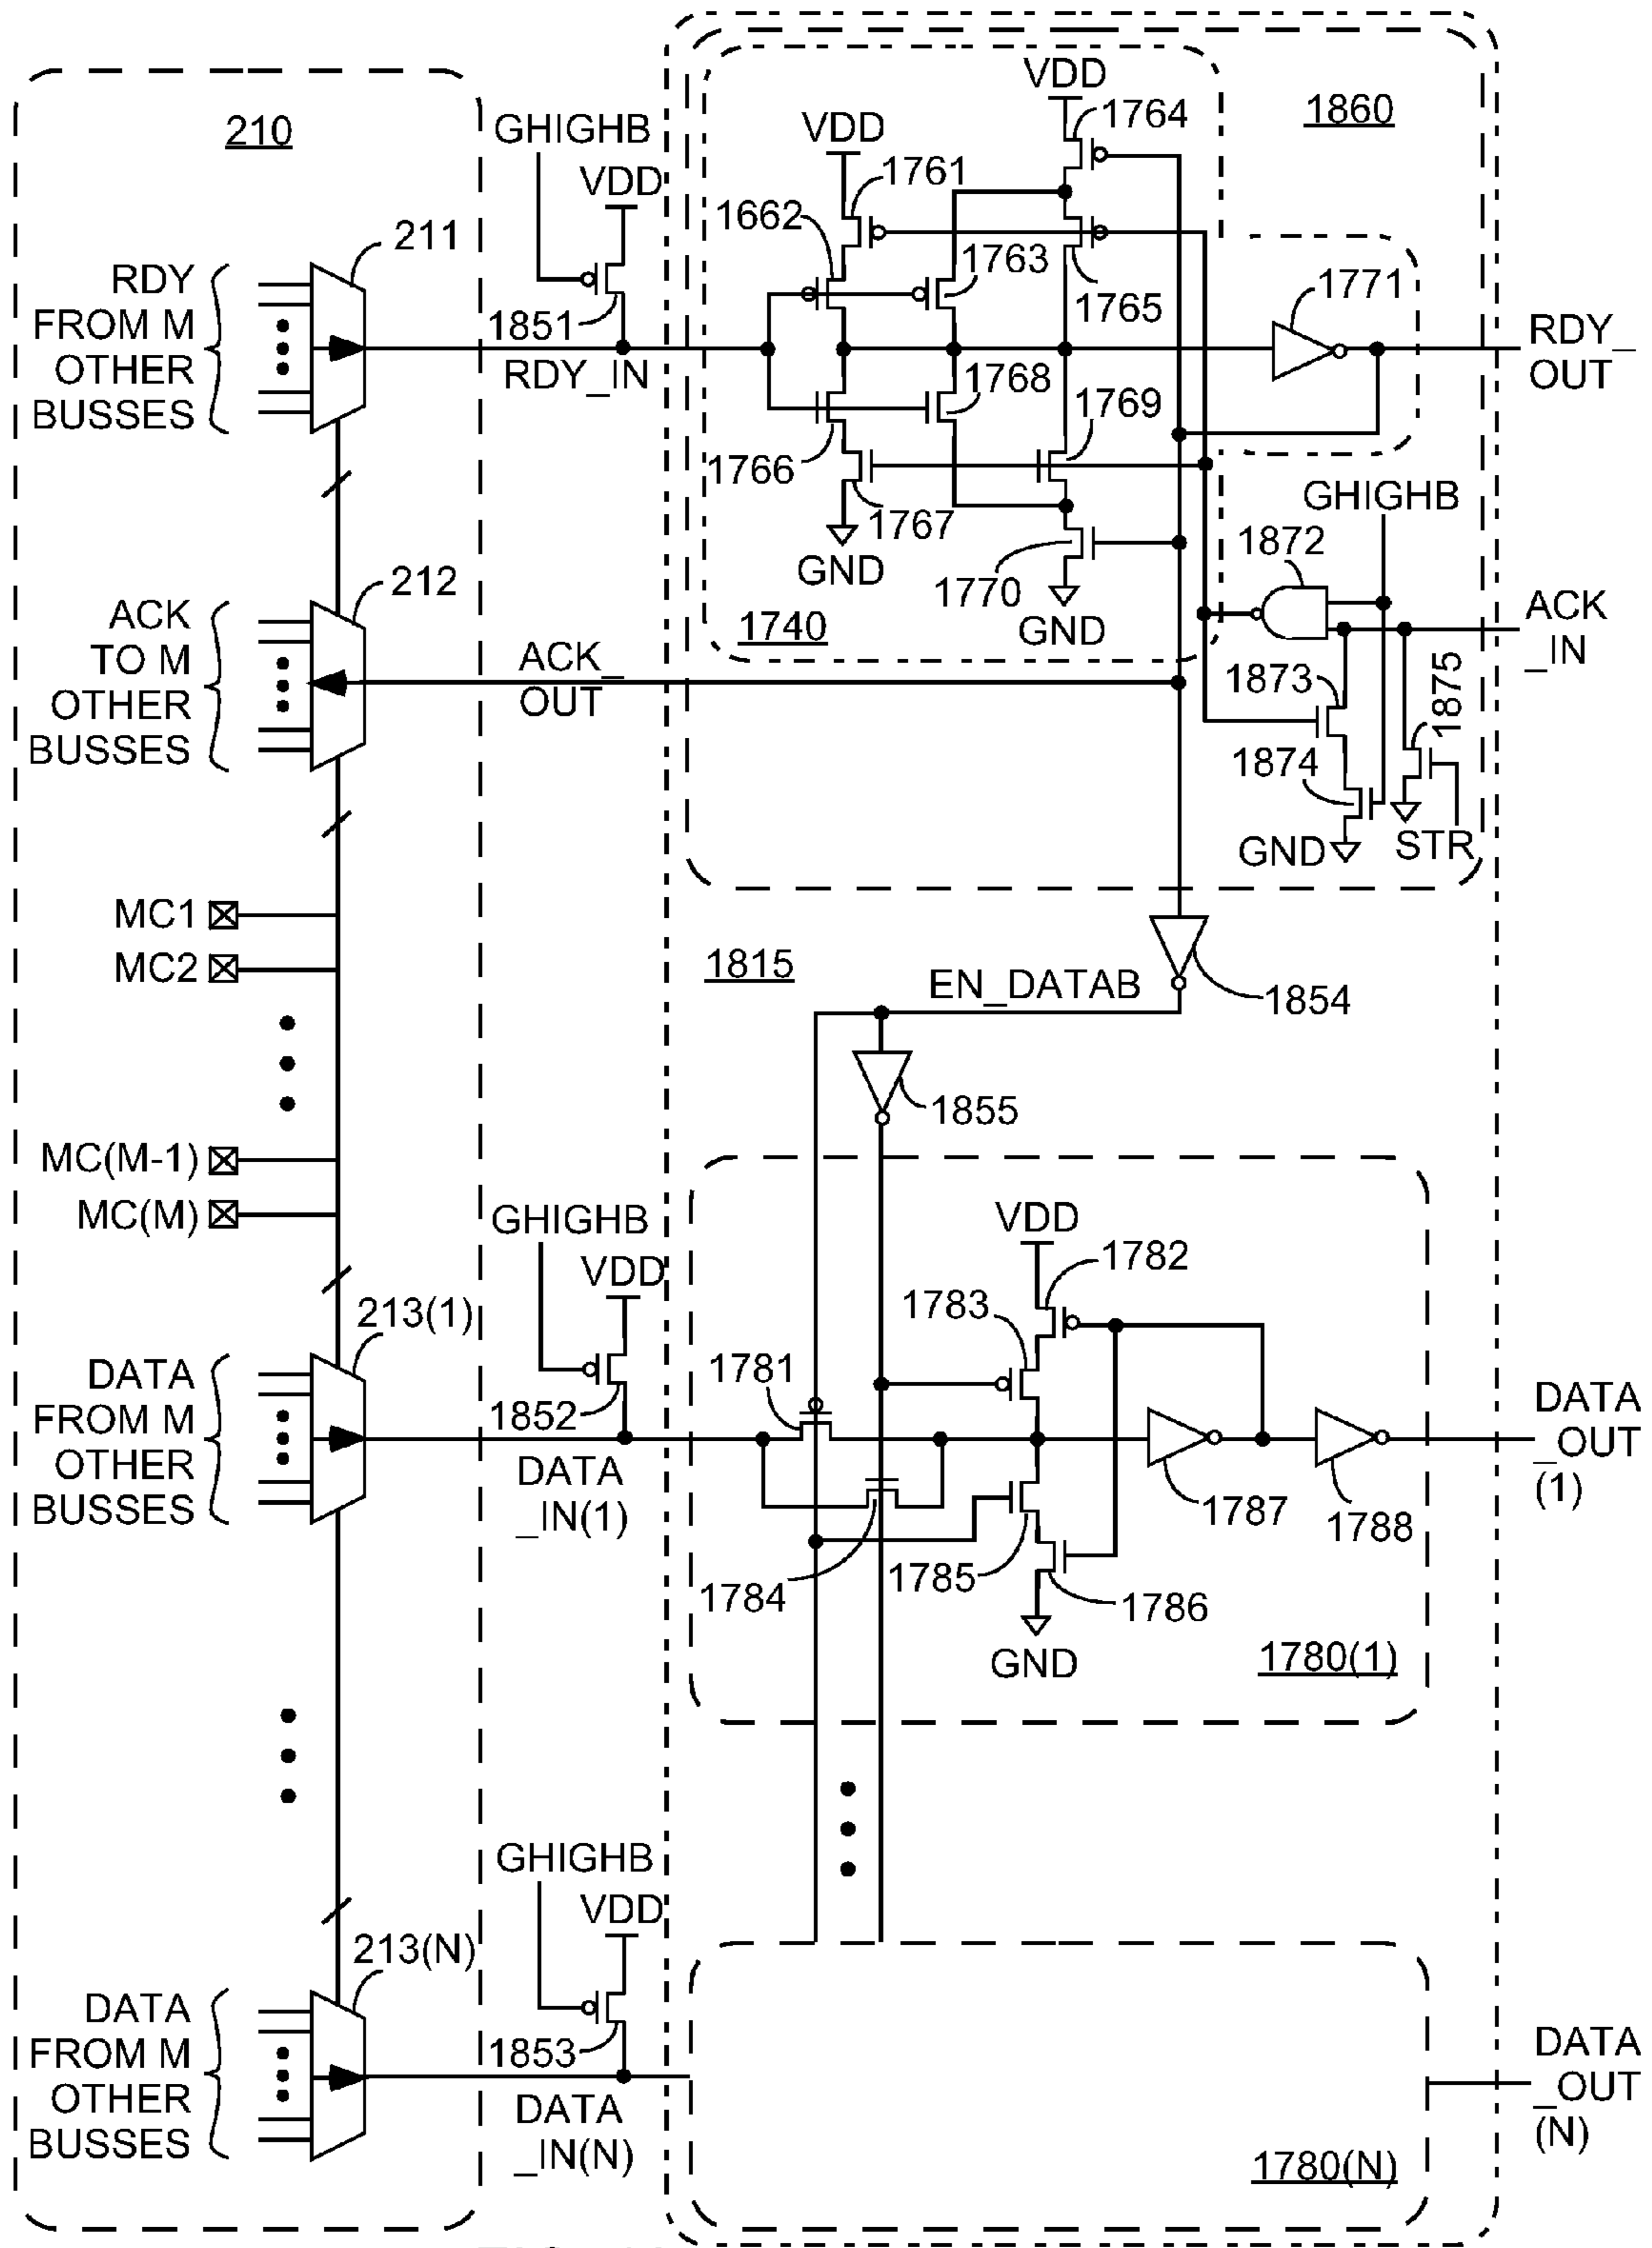 210
RDY
FROM M
OTHER
BUSSES
211
GHIGHB
VDD
1851
RDY_IN
VDD
1761
1662
1763
VDD
1764
1765
1860
1771
RDY_
OUT
1766
1767
GND
1768
1769
1770
GND
1740
GHIGHB
1872
ACK
_IN
1873
1874
1875
GND
STR
ACK
TO M
OTHER
BUSSES
212
ACK_
OUT
MC1
MC2
MC(M-1)
MC(M)
1815
EN_DATAB
1854
1855
DATA
FROM M
OTHER
BUSSES
213(1)
GHIGHB
VDD
1852
DATA
_IN(1)
VDD
1782
1783
1781
1784
1785
1786
GND
1787
1788
1780(1)
DATA
_OUT
(1)
DATA
FROM M
OTHER
BUSSES
213(N)
GHIGHB
VDD
1853
DATA
_IN(N)
1780(N)
DATA
_OUT
(N)